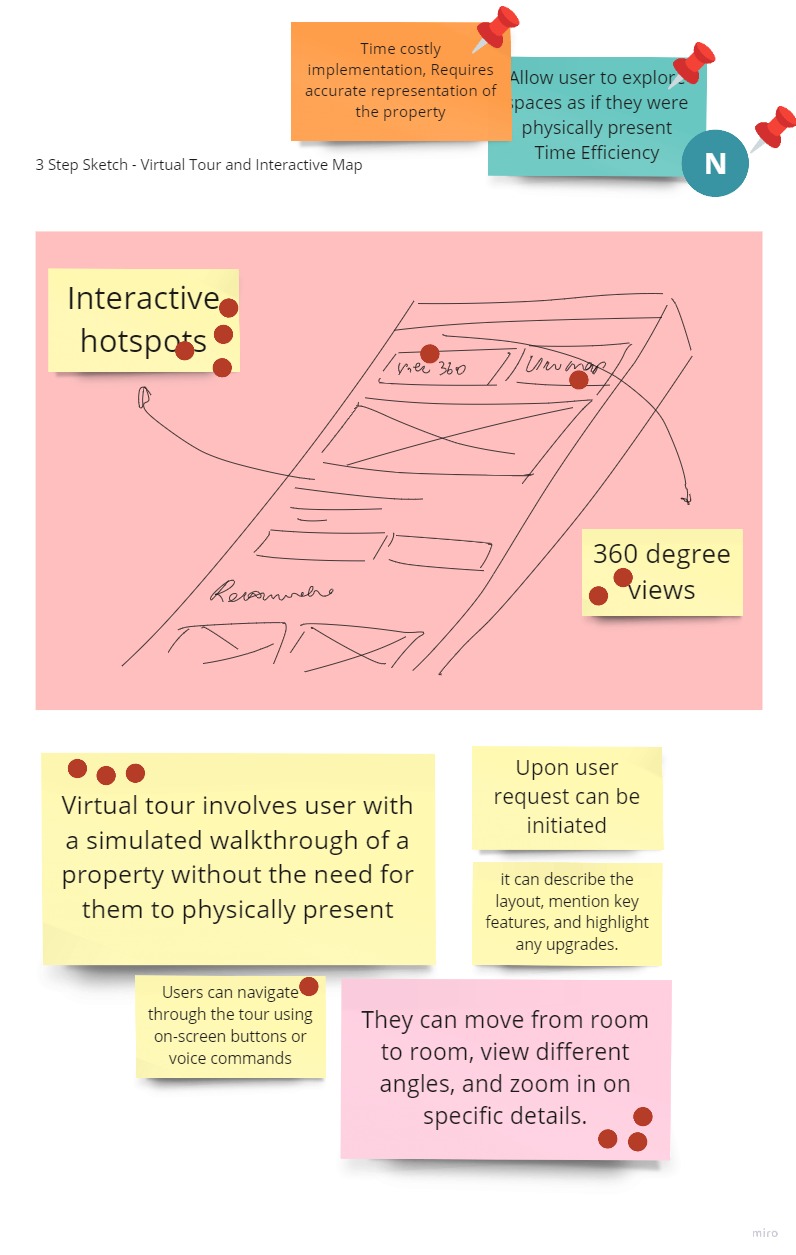 Time costly
implementation, Requires
accurate representation of
the property
Allow user to explore
spaces as if they were
physically present
Time Efficiency
N
3 Step Sketch - Virtual Tour and Interactive Map
Interactive
hotspots
View 360
View map
360 degree
views
Virtual tour involves user with
a simulated walkthrough of a
property without the need for
them to physically present
Upon user
request can be
initiated
it can describe the
layout, mention key
features, and highlight
any upgrades.
Users can navigate
through the tour using
on-screen buttons or
voice commands
They can move from room
to room, view different
angles, and zoom in on
specific details.
miro